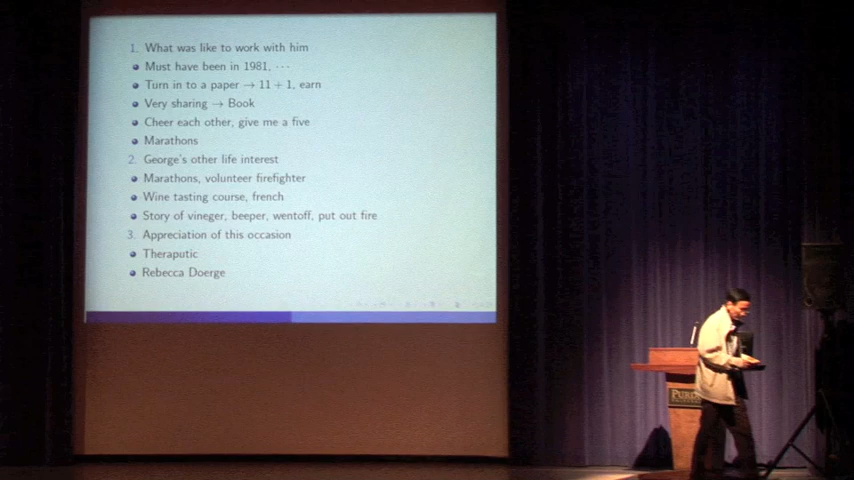 1. What was like to work with him
Must have been in 1981, ···
Turn in to a paper → 11 + 1, earn
Very sharing → Book
Cheer each other, give me a five
Marathons
2. George's other life interest
Marathons, volunteer firefighter
Wine tasting course, french
Story of vineger, beeper, wentoff, put out fire
3. Appreciation of this occasion
Theraputic
Rebecca Doerge